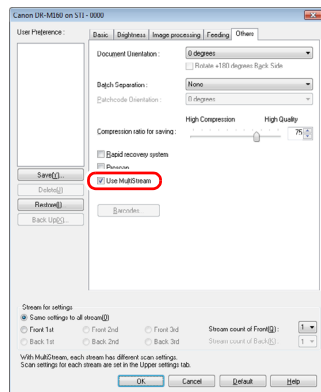 Canon DR-M160 on STI - 0000
User Preference :
Basic Brightness Image processing Feeding Others
Document Orientation : 0 degrees
Rotate +180 degrees Back Side
Batch Separation : None
Patchcode Orientation : 0 degrees
High Compression High Quality
Compression ratio for saving : 75
Rapid recovery system
Prescan
Save(Y)...
Use MultiStream
Delete(J)
Restore(I)
Back Up(K)...
Barcodes...
Stream for settings
Same settings to all stream(0)
Front 1st Front 2nd Front 3rd Stream count of Front(Q) : 1
Back 1st Back 2nd Back 3rd Stream count of Back(K) : 1
With MultiStream, each stream has different scan settings.
Scan settings for each stream are set in the Upper settings tab.
OK Cancel Default Help